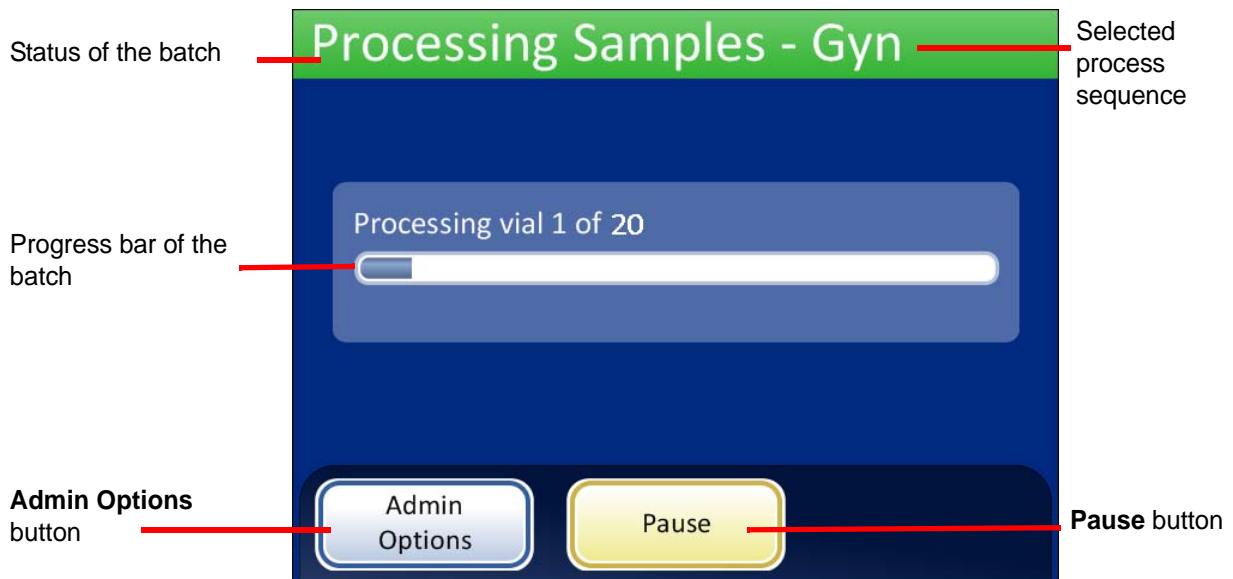 Processing Samples - Gyn
Status of the batch
Selected
process
sequence
Processing vial 1 of 20
Progress bar of the
batch
Admin Options
button
Admin
Options
Pause
Pause button